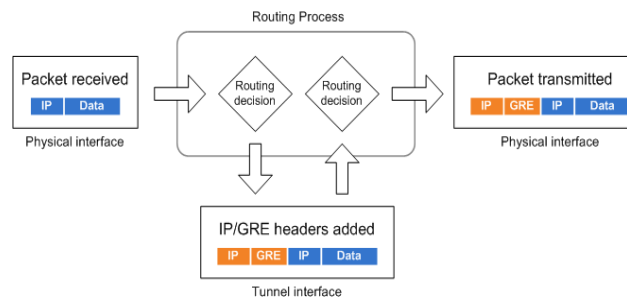 Routing Process
Packet received
IP Data
Physical interface
Routing
decision
Routing
decision
Packet transmitted
IP GRE IP Data
Physical interface
IP/GRE headers added
IP GRE IP Data
Tunnel interface